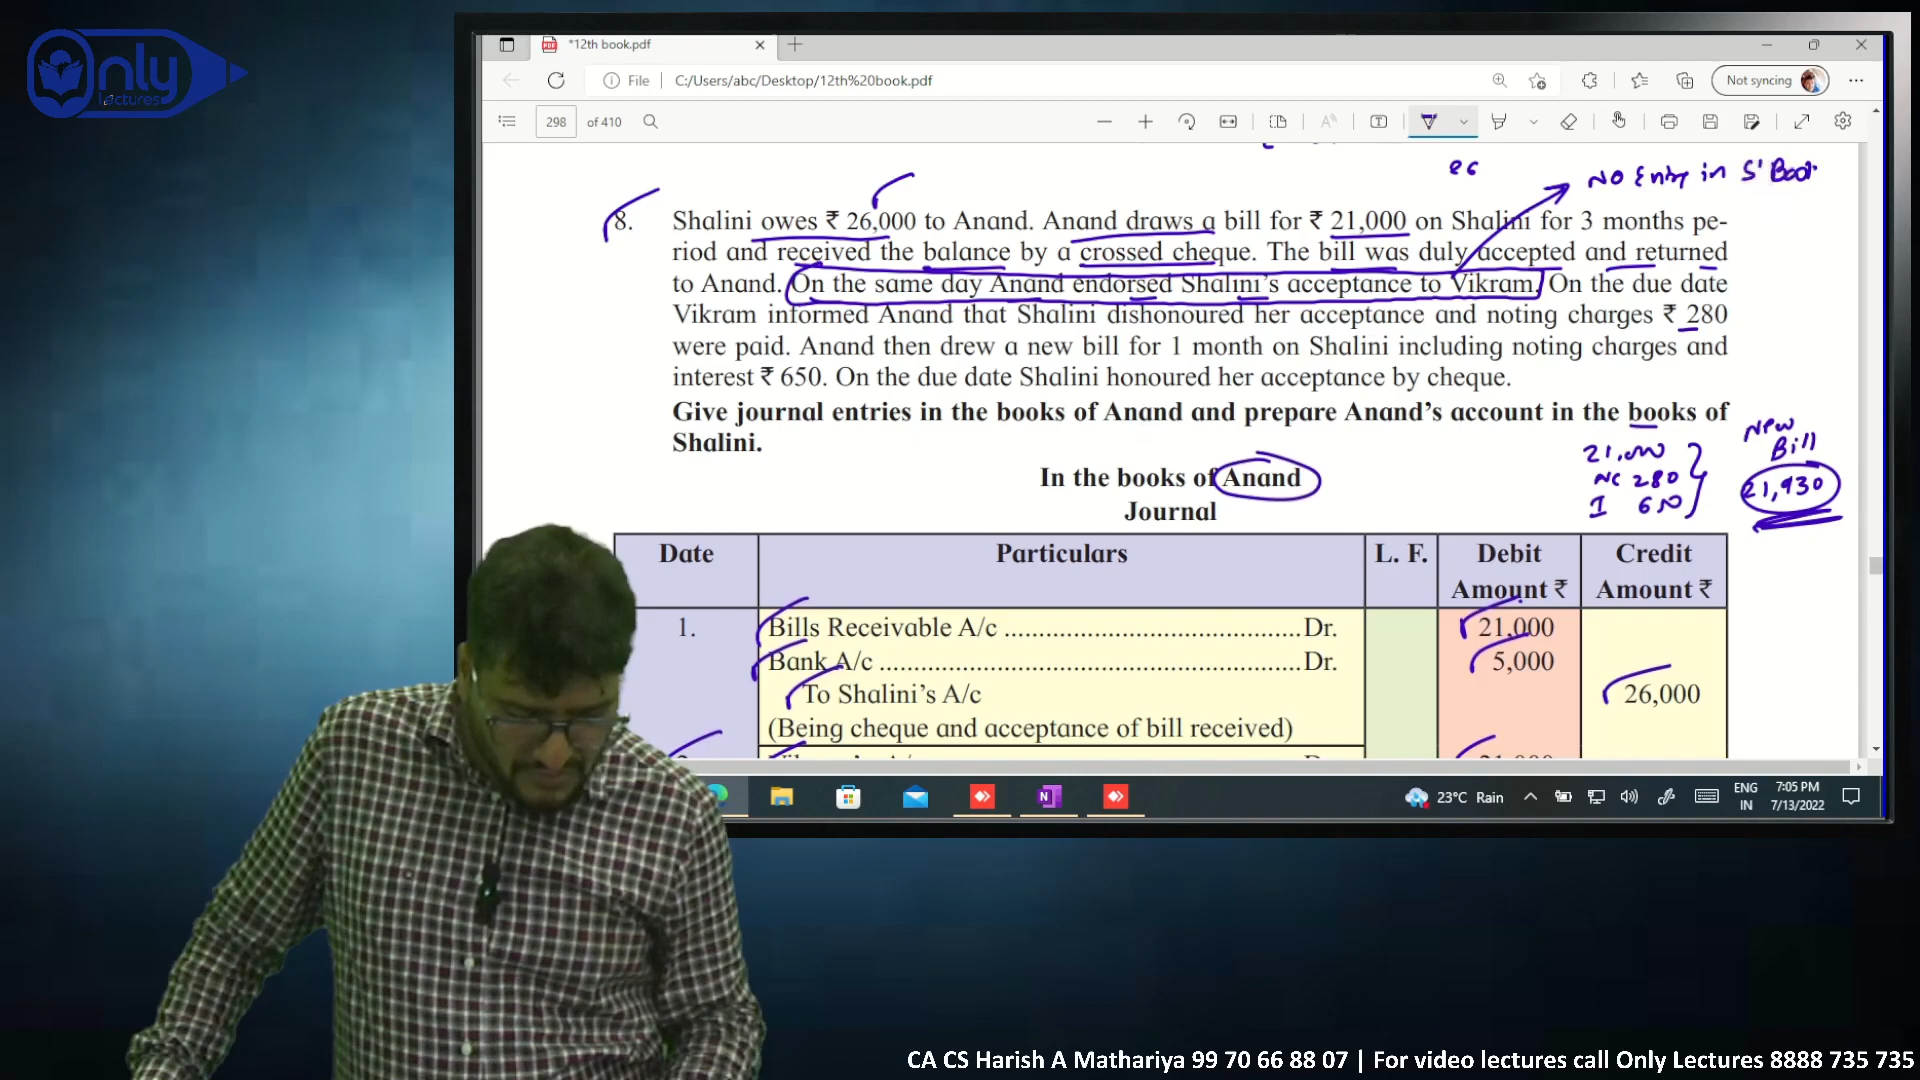 Only
lectures
*12th book.pdf
File C:/Users/abc/Desktop/12th%20book.pdf
Not syncing
298 of 410
NO Entry in S' Book
8. Shalini owes ₹ 26,000 to Anand. Anand draws a bill for ₹ 21,000 on Shalini for 3 months pe-
riod and received the balance by a crossed cheque. The bill was duly accepted and returned
to Anand. On the same day Anand endorsed Shalini's acceptance to Vikram. On the due date
Vikram informed Anand that Shalini dishonoured her acceptance and noting charges ₹ 280
were paid. Anand then drew a new bill for 1 month on Shalini including noting charges and
interest ₹ 650. On the due date Shalini honoured her acceptance by cheque.
Give journal entries in the books of Anand and prepare Anand's account in the books of
Shalini.
New
Bill
21,000
NC 280
I 650
21,930
In the books of Anand
Journal
Date Particulars L. F. Debit Amount ₹ Credit Amount ₹
1. Bills Receivable A/c ........................................Dr. 21,000
Bank A/c .........................................................Dr. 5,000
To Shalini's A/c 26,000
(Being cheque and acceptance of bill received)
23°C Rain
ENG
IN
7:05 PM
7/13/2022
CA CS Harish A Mathariya 99 70 66 88 07 | For video lectures call Only Lectures 8888 735 735